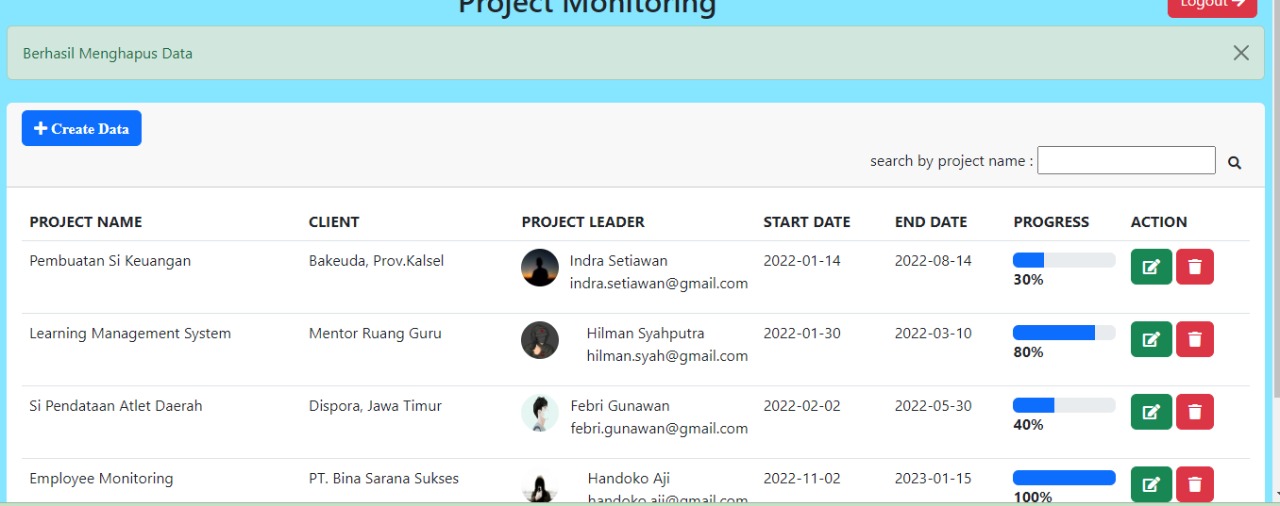 Project Monitoring
Logout
Berhasil Menghapus Data
Create Data
search by project name :
PROJECT NAME CLIENT PROJECT LEADER START DATE END DATE PROGRESS ACTION
Pembuatan Si Keuangan Bakeuda, Prov.Kalsel Indra Setiawan 2022-01-14 2022-08-14
indra.setiawan@gmail.com 30%
Learning Management System Mentor Ruang Guru Hilman Syahputra 2022-01-30 2022-03-10
hilman.syah@gmail.com 80%
Si Pendataan Atlet Daerah Dispora, Jawa Timur Febri Gunawan 2022-02-02 2022-05-30
febri.gunawan@gmail.com 40%
Employee Monitoring PT. Bina Sarana Sukses Handoko Aji 2022-11-02 2023-01-15
handoko.aji@gmail.com 100%